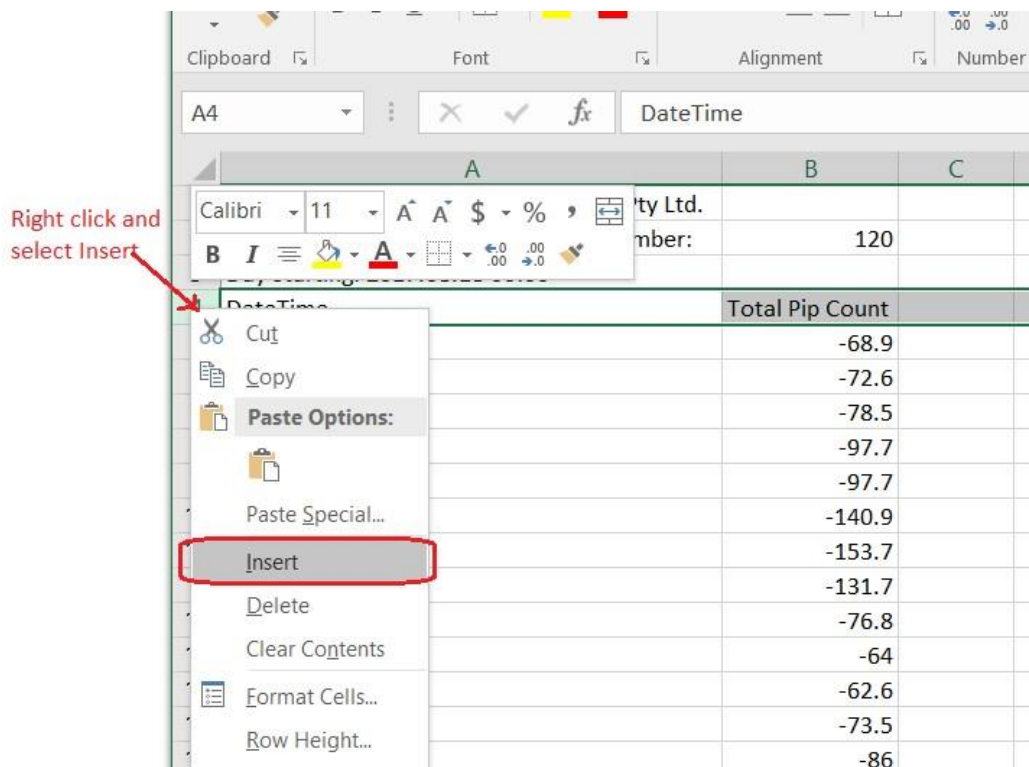 Clipboard Font Alignment Number
A4 fx DateTime
A B C
Calibri 11 A A $ % , Pty Ltd.
B I A .00 .00 mber: 120
Right click and
select Insert
DateTime Total Pip Count
Cut -68.9
Copy -72.6
Paste Options: -78.5
-97.7
-97.7
Paste Special... -140.9
Insert -153.7
-131.7
Delete -76.8
Clear Contents -64
Format Cells... -62.6
Row Height... -73.5
-86